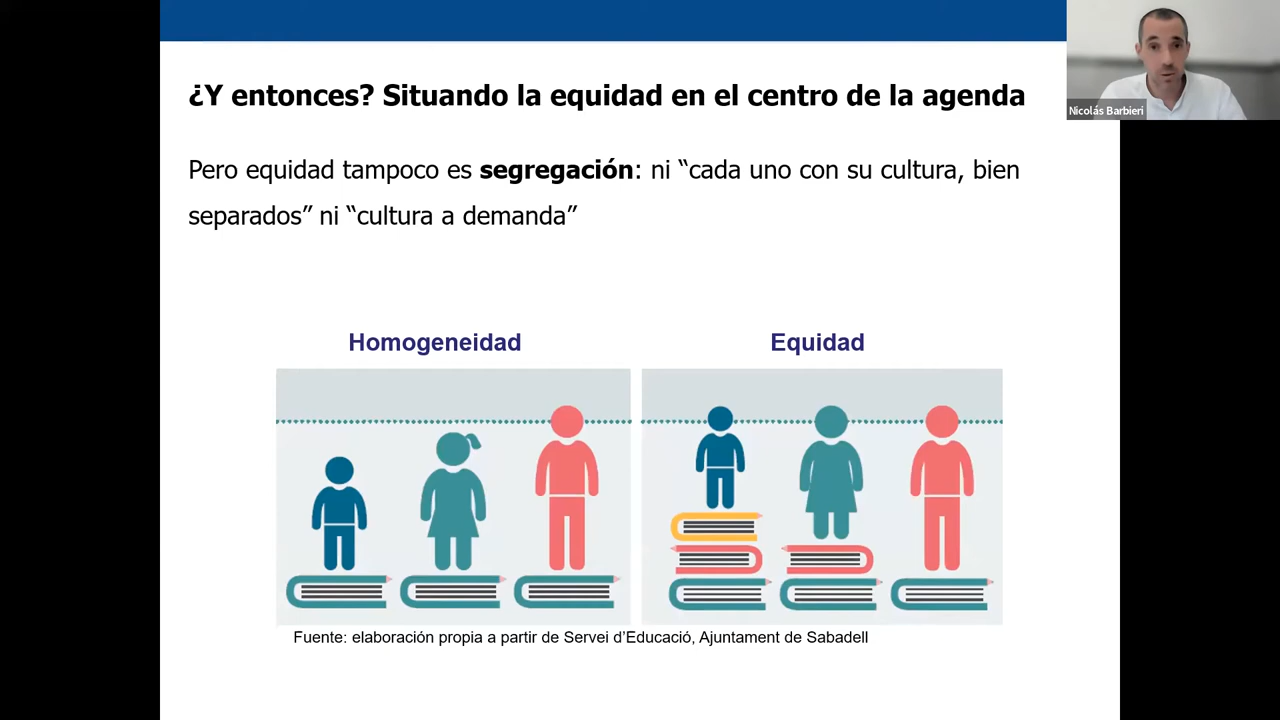 ¿Y entonces? Situando la equidad en el centro de la agenda
Nicolás Barbieri
Pero equidad tampoco es segregación: ni “cada uno con su cultura, bien
separados” ni “cultura a demanda”
Homogeneidad
Equidad
Fuente: elaboración propia a partir de Servei d’Educació, Ajuntament de Sabadell